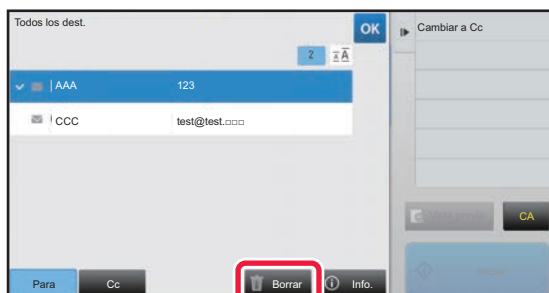 Todos los dest.
OK
Cambiar a Cc
2
AAA 123
CCC test@test.□□□
CA
Para
Cc
Borrar
Info.